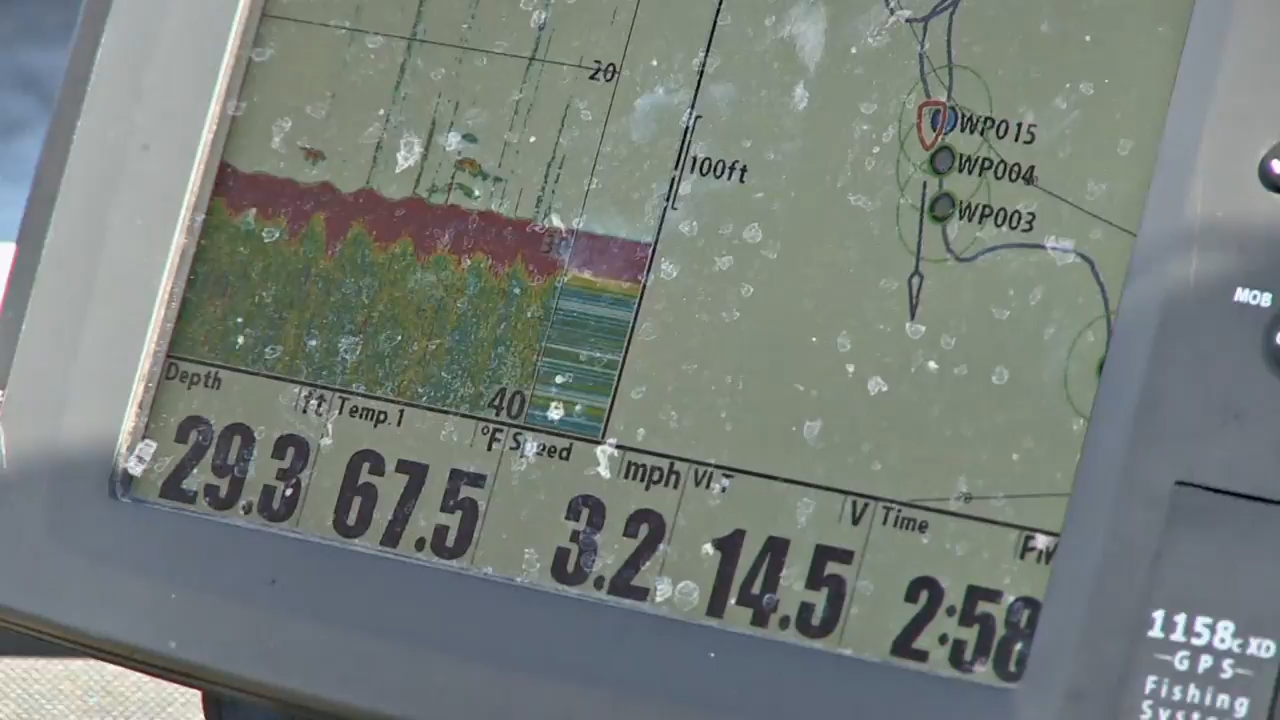 20
100ft
WP015
WP004
WP003
MOB
40
Depth ft
29.3
Temp.1 °F
67.5
Speed mph
3.2
V
14.5
Time
2:58
1158c XD
GPS
Fishing